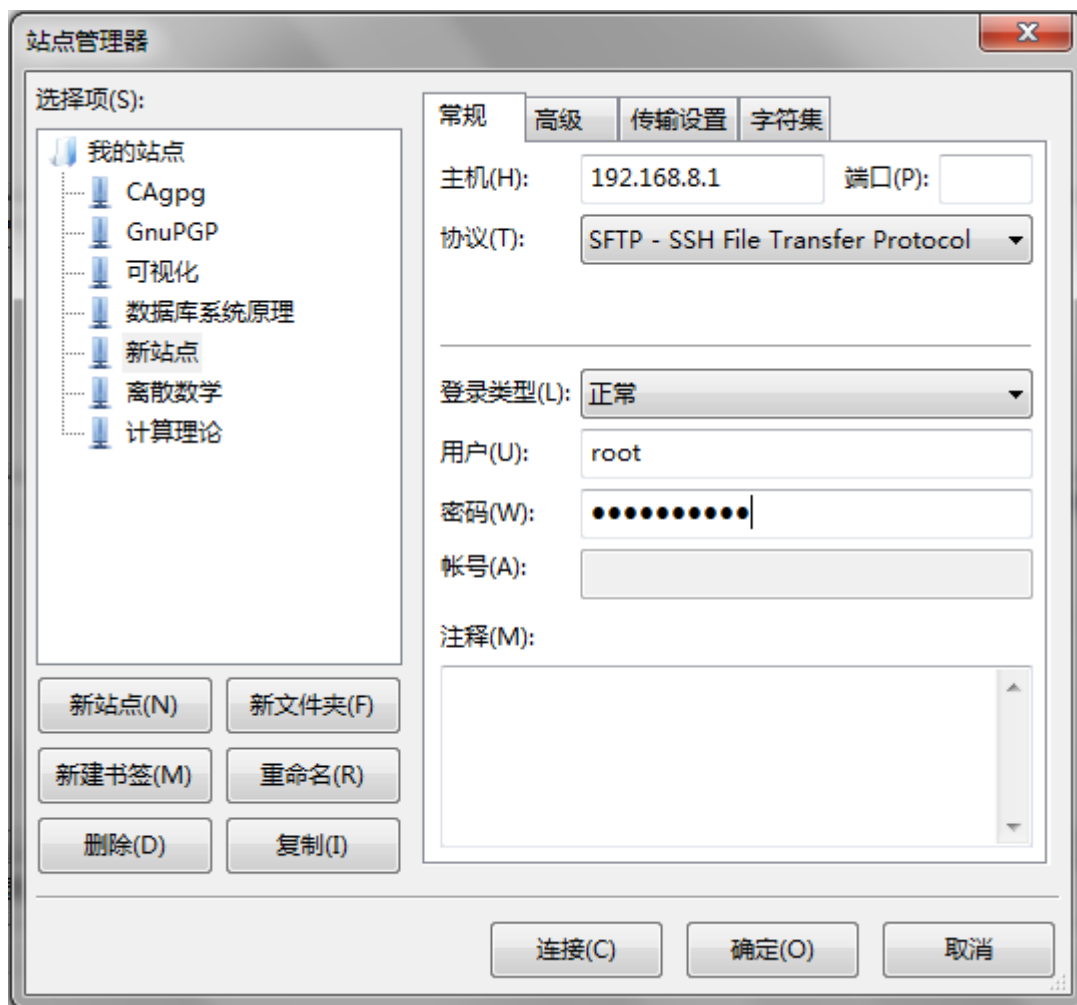 站点管理器
选择项(S):
我的站点
CAgpg
GnuPGP
可视化
数据库系统原理
新站点
离散数学
计算理论
新站点(N) 新文件夹(F)
新建书签(M) 重命名(R)
删除(D) 复制(I)
常规 高级 传输设置 字符集
主机(H): 192.168.8.1 端口(P):
协议(T): SFTP - SSH File Transfer Protocol
登录类型(L): 正常
用户(U): root
密码(W): ●●●●●●●●●●
帐号(A):
注释(M):
连接(C) 确定(O) 取消